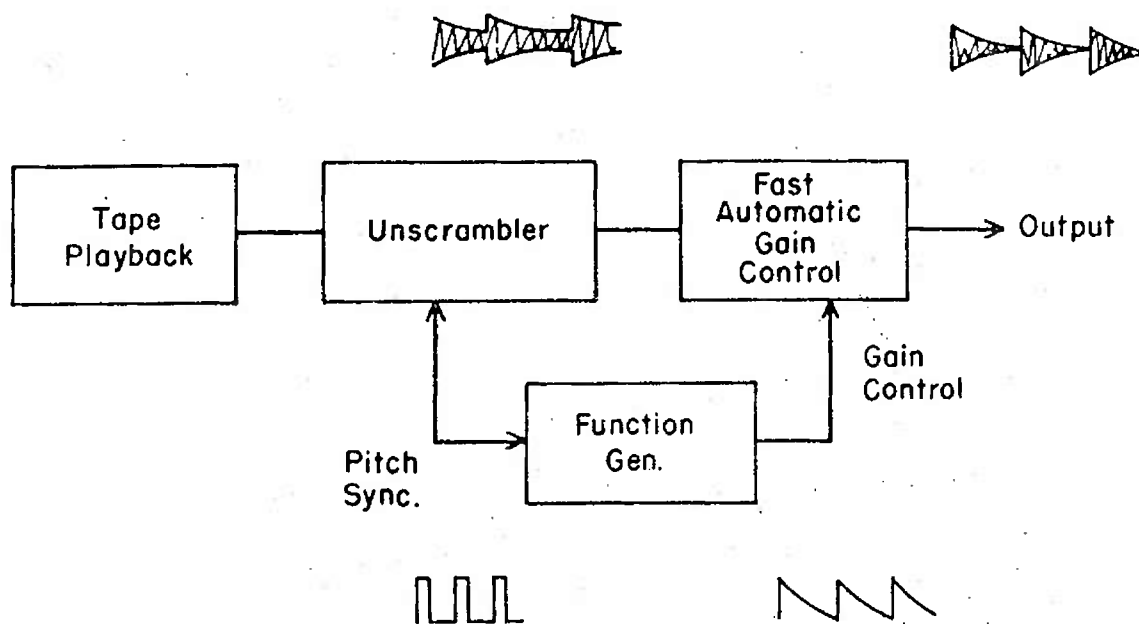 Tape
Playback
Unscrambler
Fast
Automatic
Gain
Control
Output
Gain
Control
Function
Gen.
Pitch
Sync.